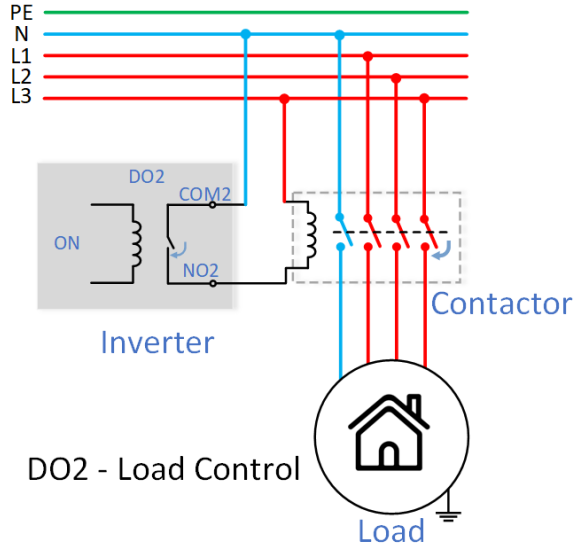 PE
N
L1
L2
L3
DO2
COM2
ON
NO2
Contactor
Inverter
DO2 - Load Control
Load